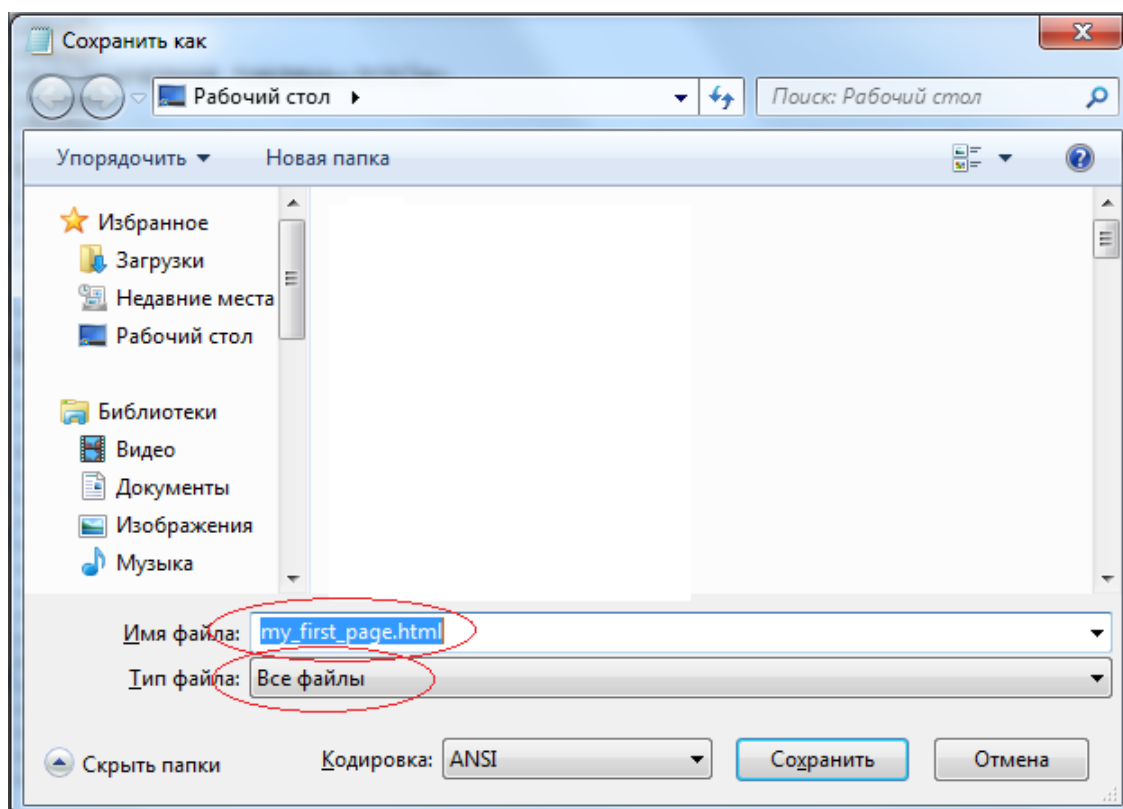 Сохранить как
Рабочий стол
Поиск: Рабочий стол
Упорядочить
Новая папка
Избранное
Загрузки
Недавние места
Рабочий стол
Библиотеки
Видео
Документы
Изображения
Музыка
Имя файла: my_first_page.html
Тип файла: Все файлы
Скрыть папки
Кодировка: ANSI
Сохранить
Отмена